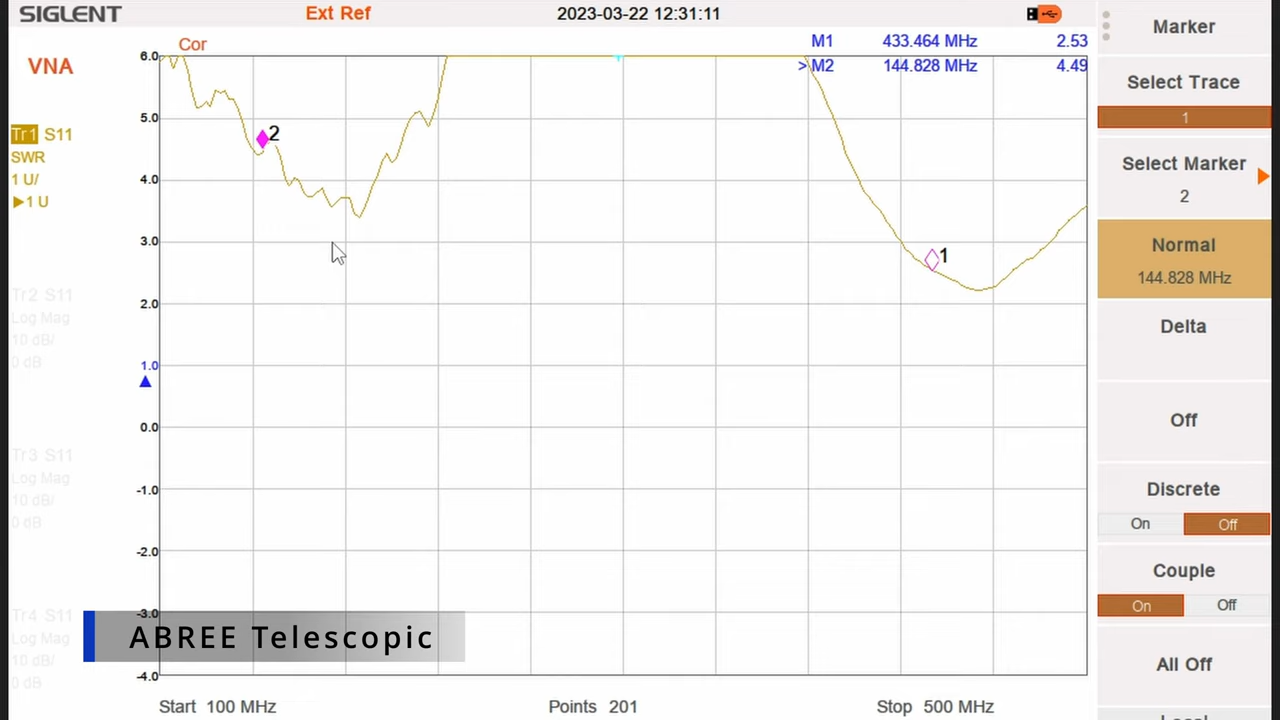 SIGLENT
Ext Ref
2023-03-22 12:31:11
VNA
Cor
M1 433.464 MHz 2.53
> M2 144.828 MHz 4.49
Tr1 S11
SWR
1 U/
▶1 U
Tr2 S11
Log Mag
10 dB/
0 dB
Tr3 S11
Log Mag
10 dB/
0 dB
Tr4 S11
Log Mag
10 dB/
0 dB
6.0
5.0
4.0
3.0
2.0
1.0
0.0
-1.0
-2.0
-3.0
-4.0
2
1
ABREE Telescopic
Start 100 MHz
Points 201
Stop 500 MHz
Marker
Select Trace
1
Select Marker
2
Normal
144.828 MHz
Delta
Off
Discrete
On Off
Couple
On Off
All Off